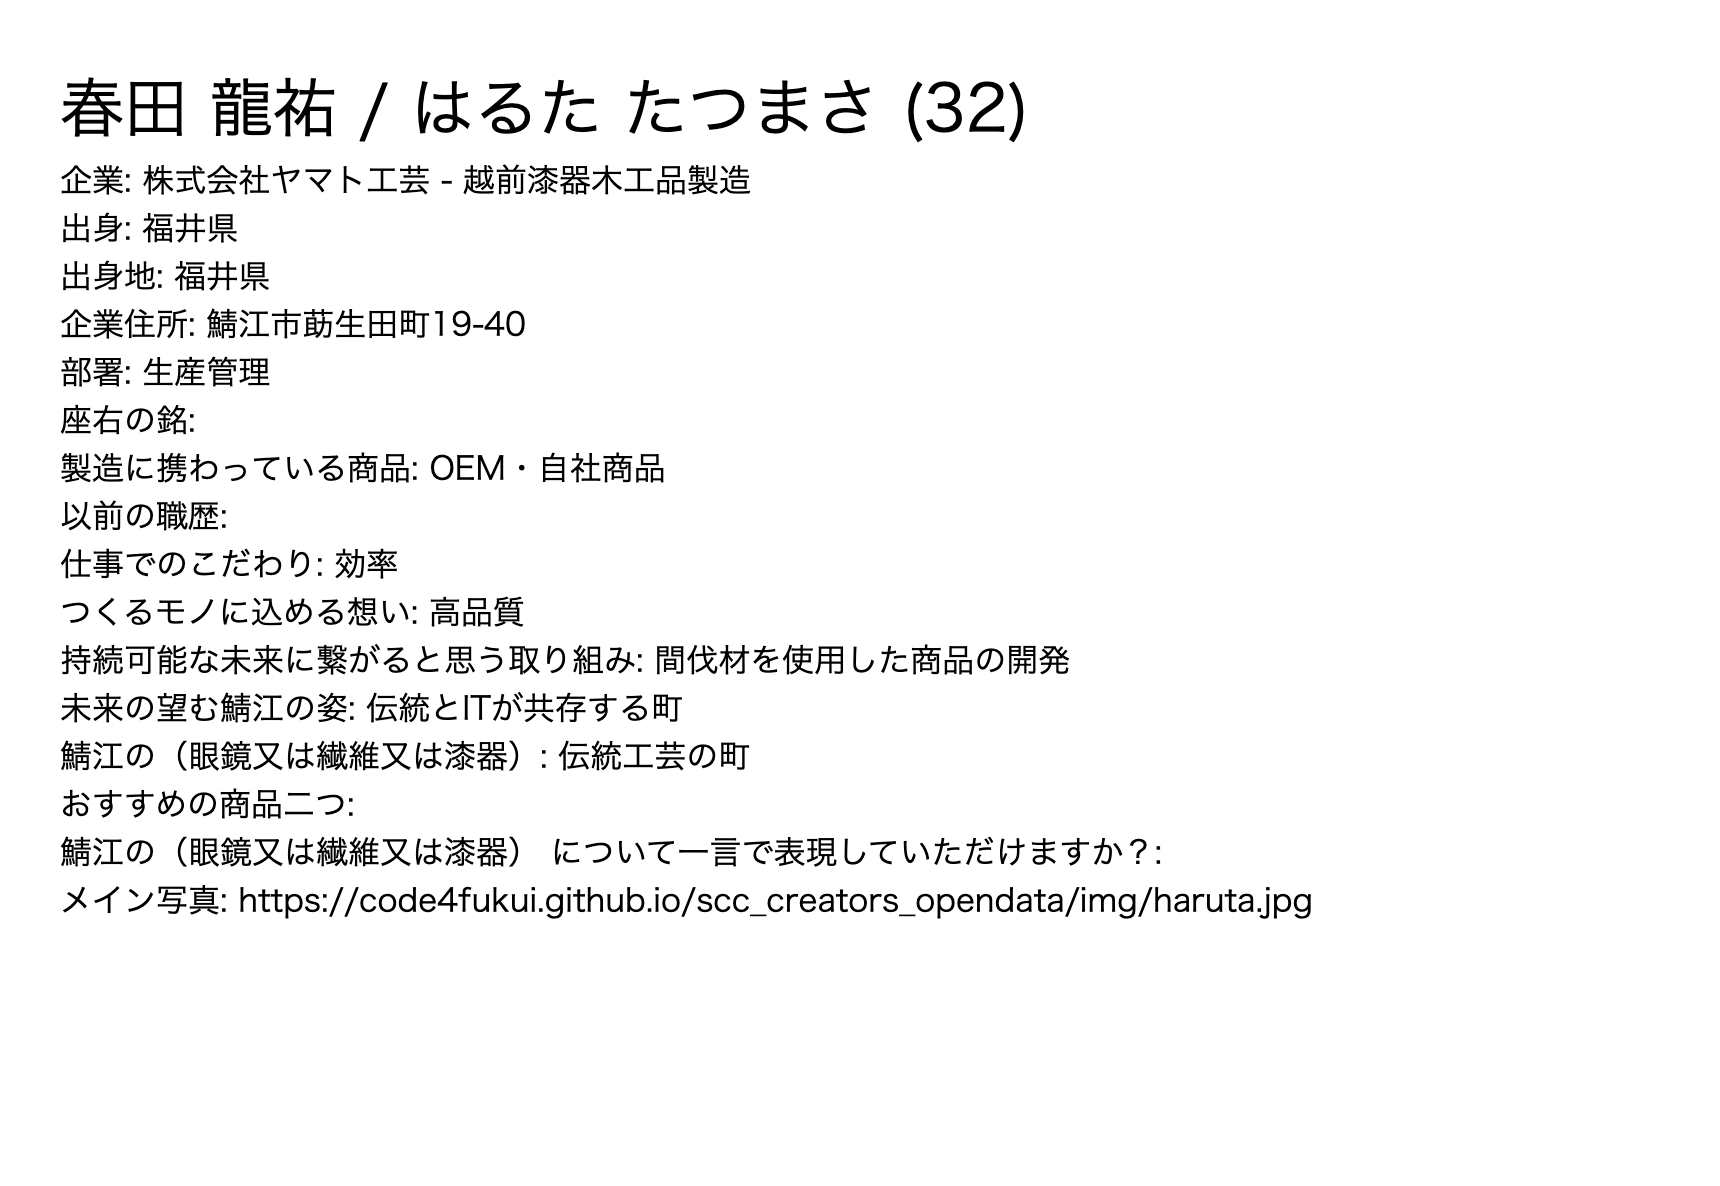 春田 龍祐 / はるた たつまさ (32)
企業: 株式会社ヤマト工芸 - 越前漆器木工品製造
出身: 福井県
出身地: 福井県
企業住所: 鯖江市莇生田町19-40
部署: 生産管理
座右の銘:
製造に携わっている商品: OEM・自社商品
以前の職歴:
仕事でのこだわり: 効率
つくるモノに込める想い: 高品質
持続可能な未来に繋がると思う取り組み: 間伐材を使用した商品の開発
未来の望む鯖江の姿: 伝統とITが共存する町
鯖江の（眼鏡又は繊維又は漆器）: 伝統工芸の町
おすすめの商品二つ:
鯖江の（眼鏡又は繊維又は漆器） について一言で表現していただけますか？:
メイン写真: https://code4fukui.github.io/scc_creators_opendata/img/haruta.jpg